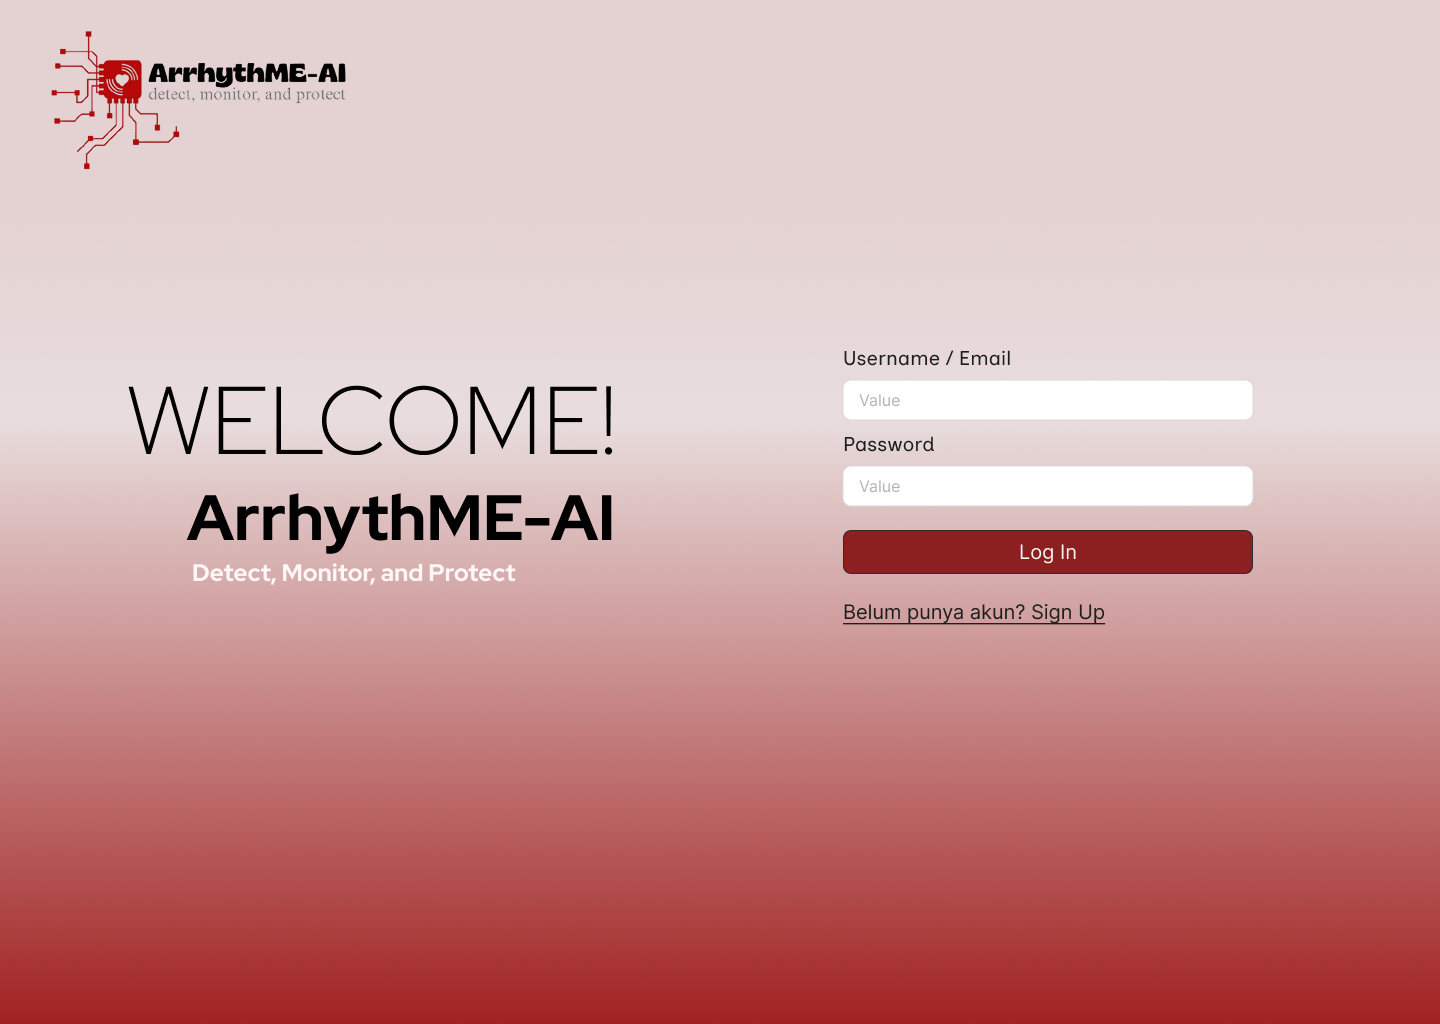 ArrhythME-AI
detect, monitor, and protect
WELCOME!
ArrhythME-AI
Detect, Monitor, and Protect
Username / Email
Value
Password
Value
Log In
Belum punya akun? Sign Up